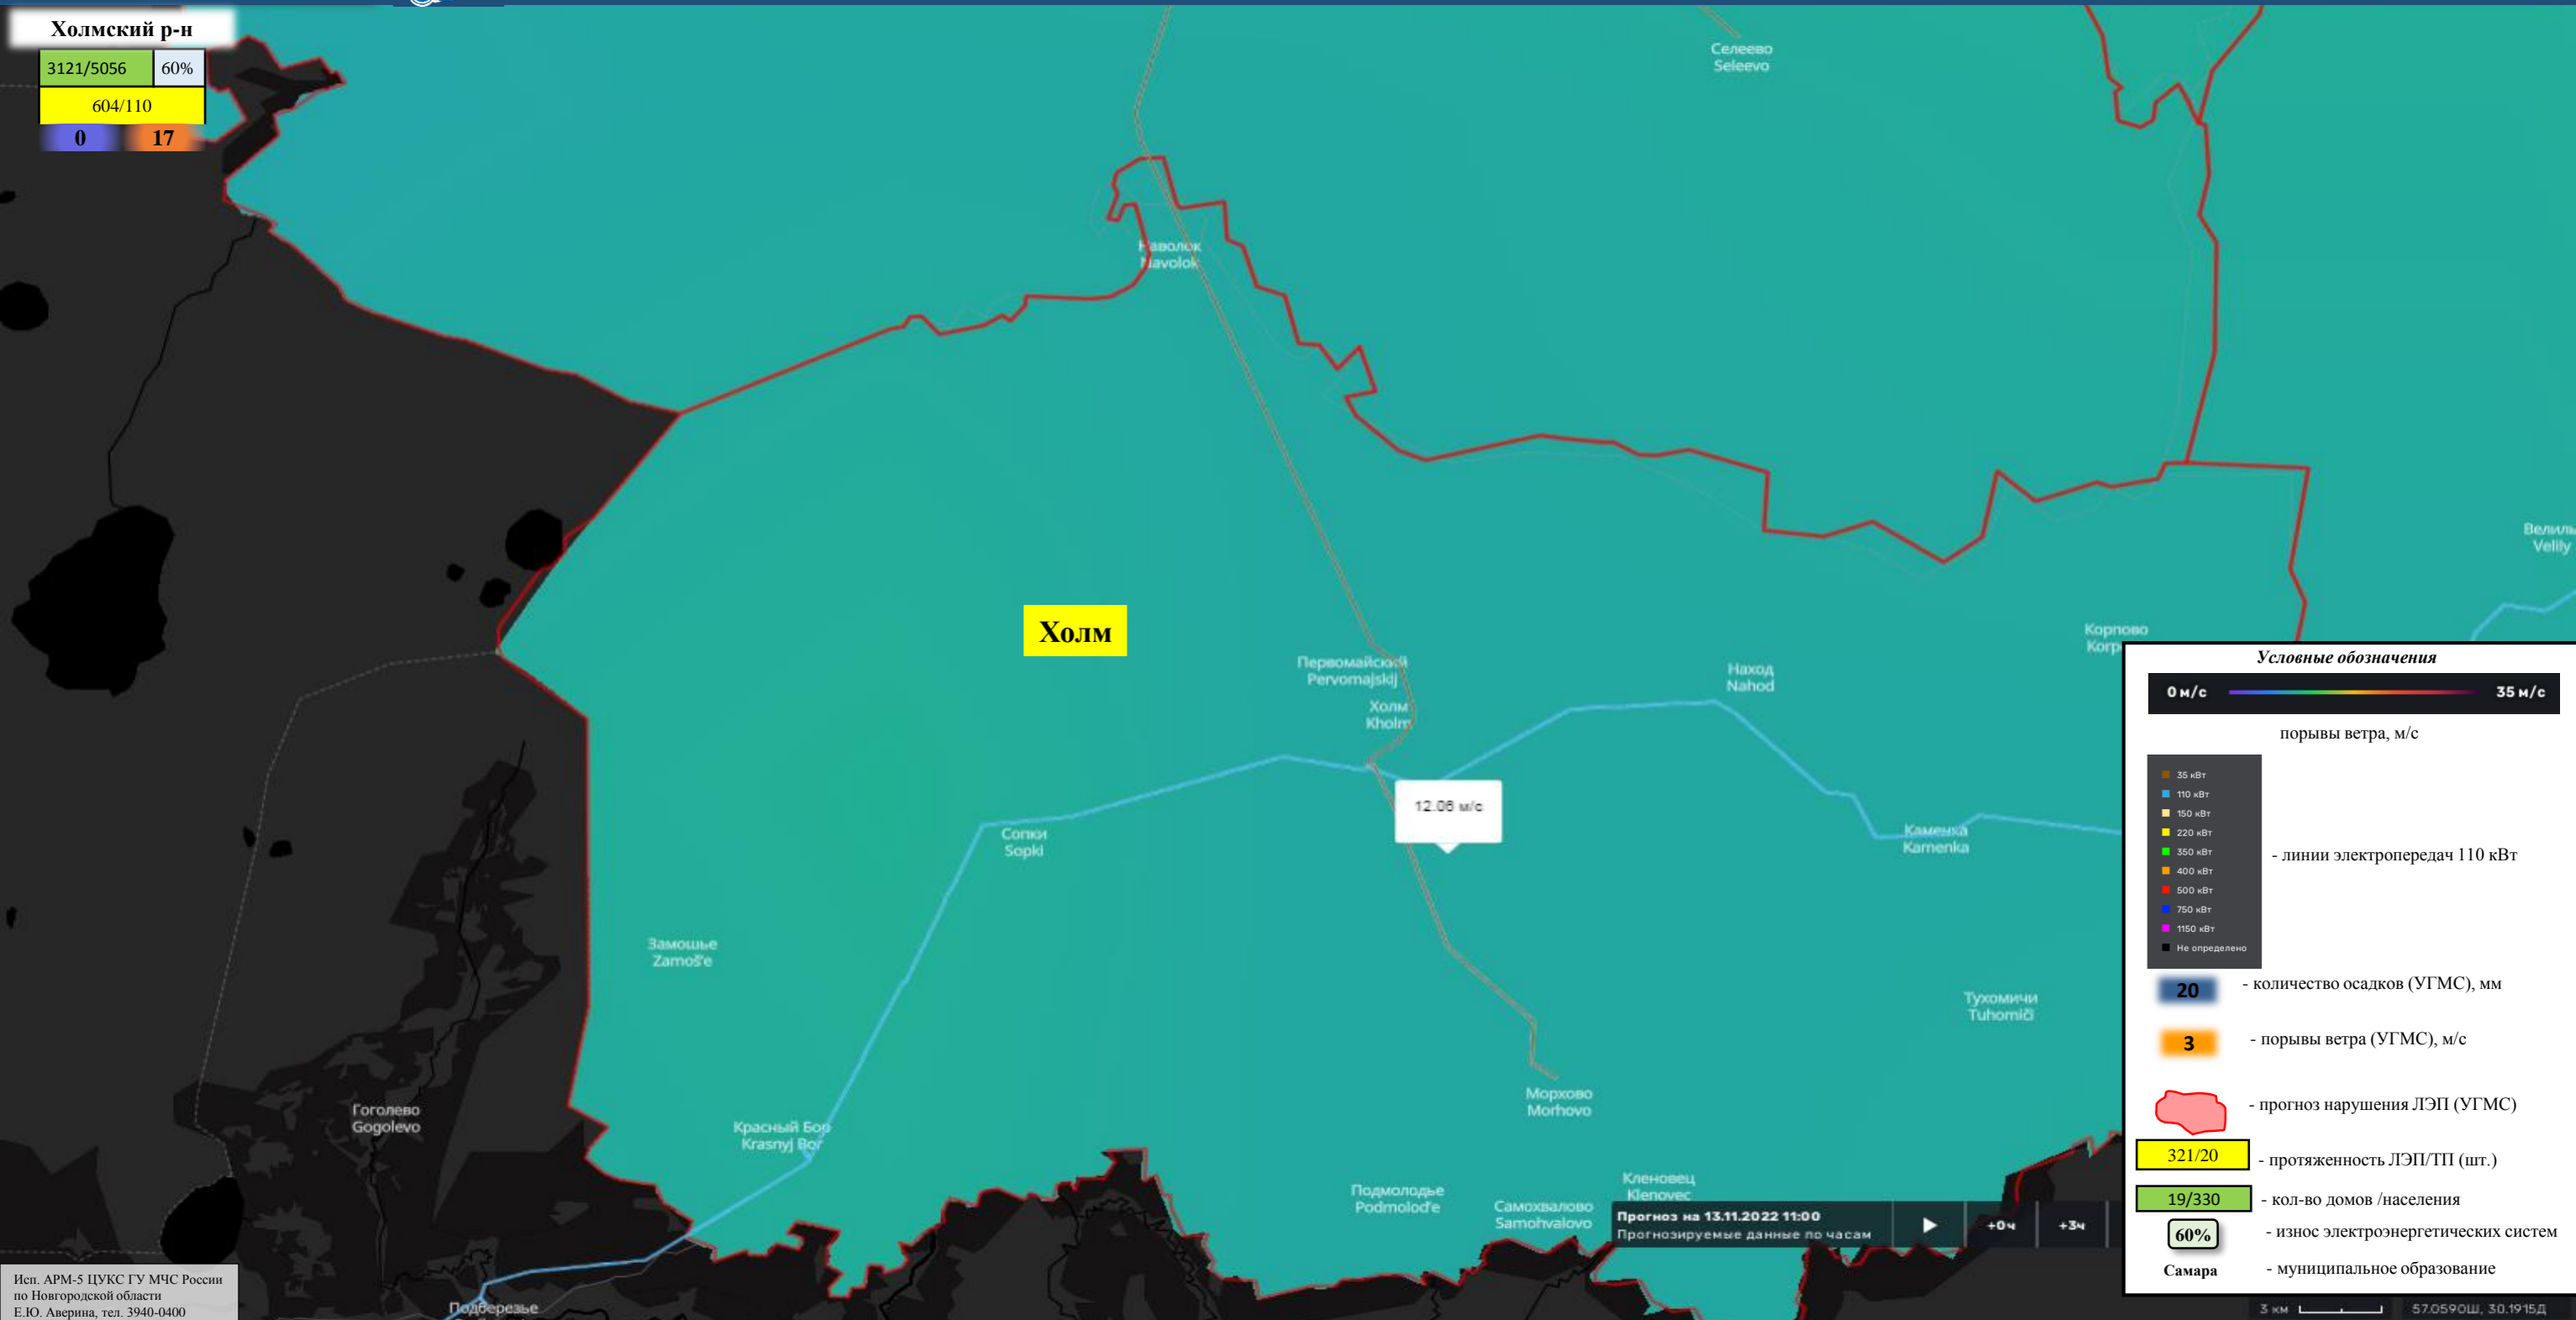 Холмский р-н
3121/5056 60%
604/110
0 17
Селеево
Seleevo
Наволок
Navolok
Велилы
Velily
Холм
Корпово
Первомайский
Pervomajskij
Наход
Nahod
Холм
Kholm
12.06 м/с
Сопки
Sopki
Каменка
Kamenka
Замошье
Zamoš'e
Тухомичи
Tuhomiči
Гоголево
Gogolevo
Красный Бор
Krasnyj Bor
Морхово
Morhovo
Подмолодье
Podmolod'e
Самохвалово
Samohvalovo
Кленовец
Klenovec
Подберезье
Прогноз на 13.11.2022 11:00
Прогнозируемые данные по часам
+0ч +3ч
Условные обозначения
0 м/с 35 м/с
порывы ветра, м/с
35 кВт
110 кВт
150 кВт
220 кВт
350 кВт
400 кВт
500 кВт
750 кВт
1150 кВт
Не определено
- линии электропередач 110 кВт
20 - количество осадков (УГМС), мм
3 - порывы ветра (УГМС), м/с
- прогноз нарушения ЛЭП (УГМС)
321/20 - протяженность ЛЭП/ТП (шт.)
19/330 - кол-во домов /населения
60% - износ электроэнергетических систем
Самара - муниципальное образование
3 км 57.0590Ш, 30.1915Д
Исп. АРМ-5 ЦУКС ГУ МЧС России
по Новгородской области
Е.Ю. Аверина, тел. 3940-0400